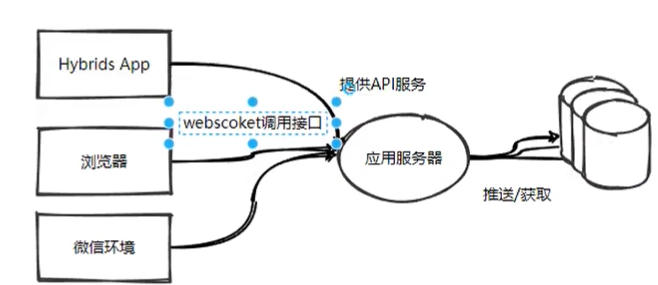 Hybrids App
提供API服务
webscoket调用接口
浏览器
应用服务器
推送/获取
微信环境